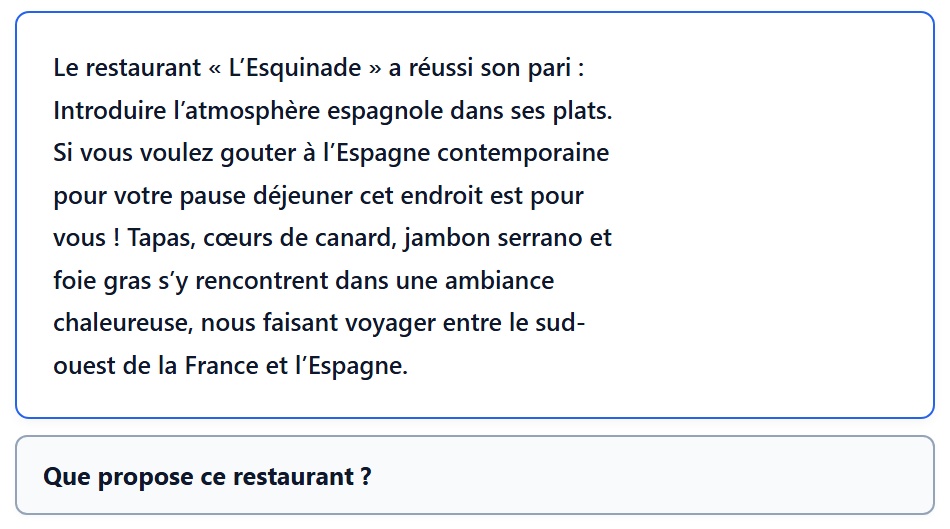 Le restaurant « L’Esquinade » a réussi son pari :
Introduire l’atmosphère espagnole dans ses plats.
Si vous voulez gouter à l’Espagne contemporaine
pour votre pause déjeuner cet endroit est pour
vous ! Tapas, cœurs de canard, jambon serrano et
foie gras s’y rencontrent dans une ambiance
chaleureuse, nous faisant voyager entre le sud-
ouest de la France et l’Espagne.
Que propose ce restaurant ?